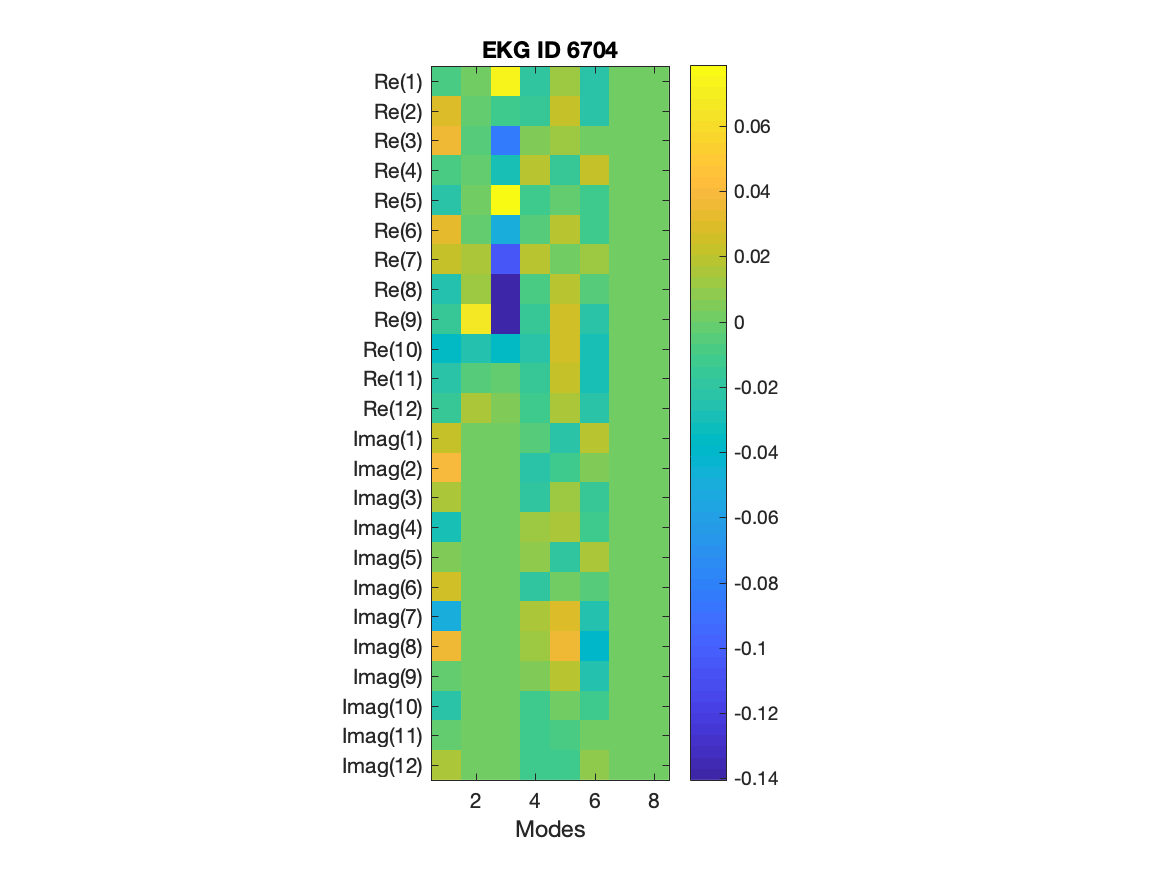 EKG ID 6704
Re(1)
Re(2)
Re(3)
Re(4)
Re(5)
Re(6)
Re(7)
Re(8)
Re(9)
Re(10)
Re(11)
Re(12)
Imag(1)
Imag(2)
Imag(3)
Imag(4)
Imag(5)
Imag(6)
Imag(7)
Imag(8)
Imag(9)
Imag(10)
Imag(11)
Imag(12)
2 4 6 8
Modes
0.06
0.04
0.02
0
-0.02
-0.04
-0.06
-0.08
-0.1
-0.12
-0.14